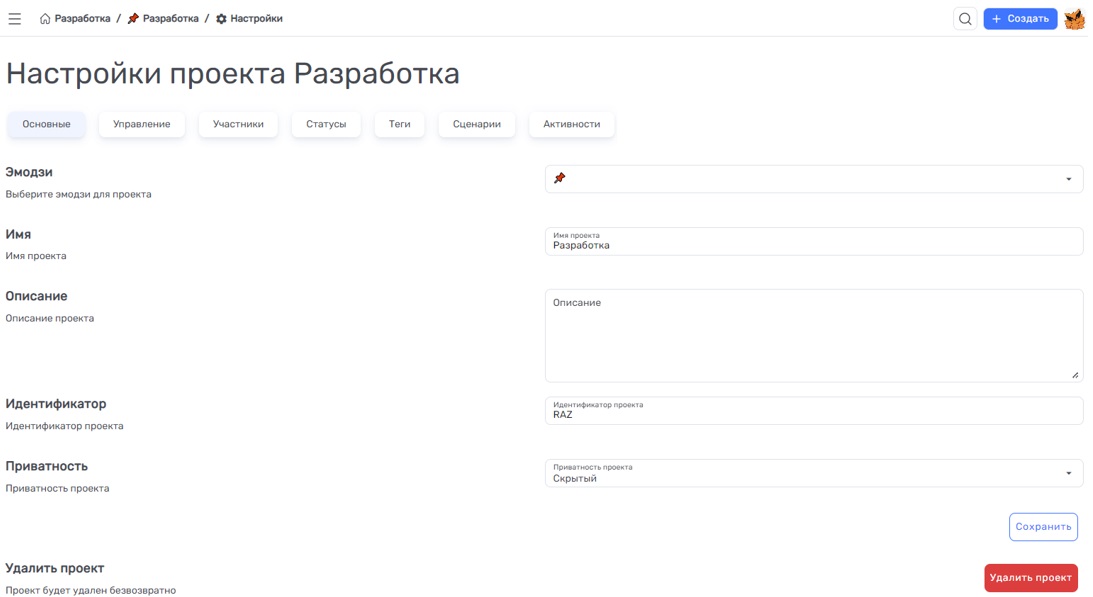 Разработка / Разработка / Настройки
Создать
Настройки проекта Разработка
Основные
Управление
Участники
Статусы
Теги
Сценарии
Активности
Эмодзи
Выберите эмодзи для проекта
Имя
Имя проекта
Имя проекта
Разработка
Описание
Описание проекта
Описание
Идентификатор
Идентификатор проекта
Идентификатор проекта
RAZ
Приватность
Приватность проекта
Приватность проекта
Скрытый
Сохранить
Удалить проект
Проект будет удален безвозвратно
Удалить проект